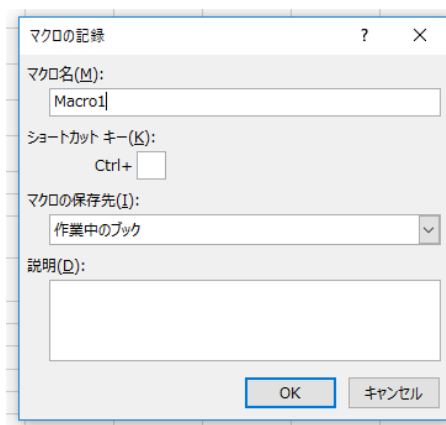 マクロの記録 ?
マクロ名(M):
Macro1
ショートカット キー(K):
Ctrl+
マクロの保存先(I):
作業中のブック
説明(D):
OK キャンセル